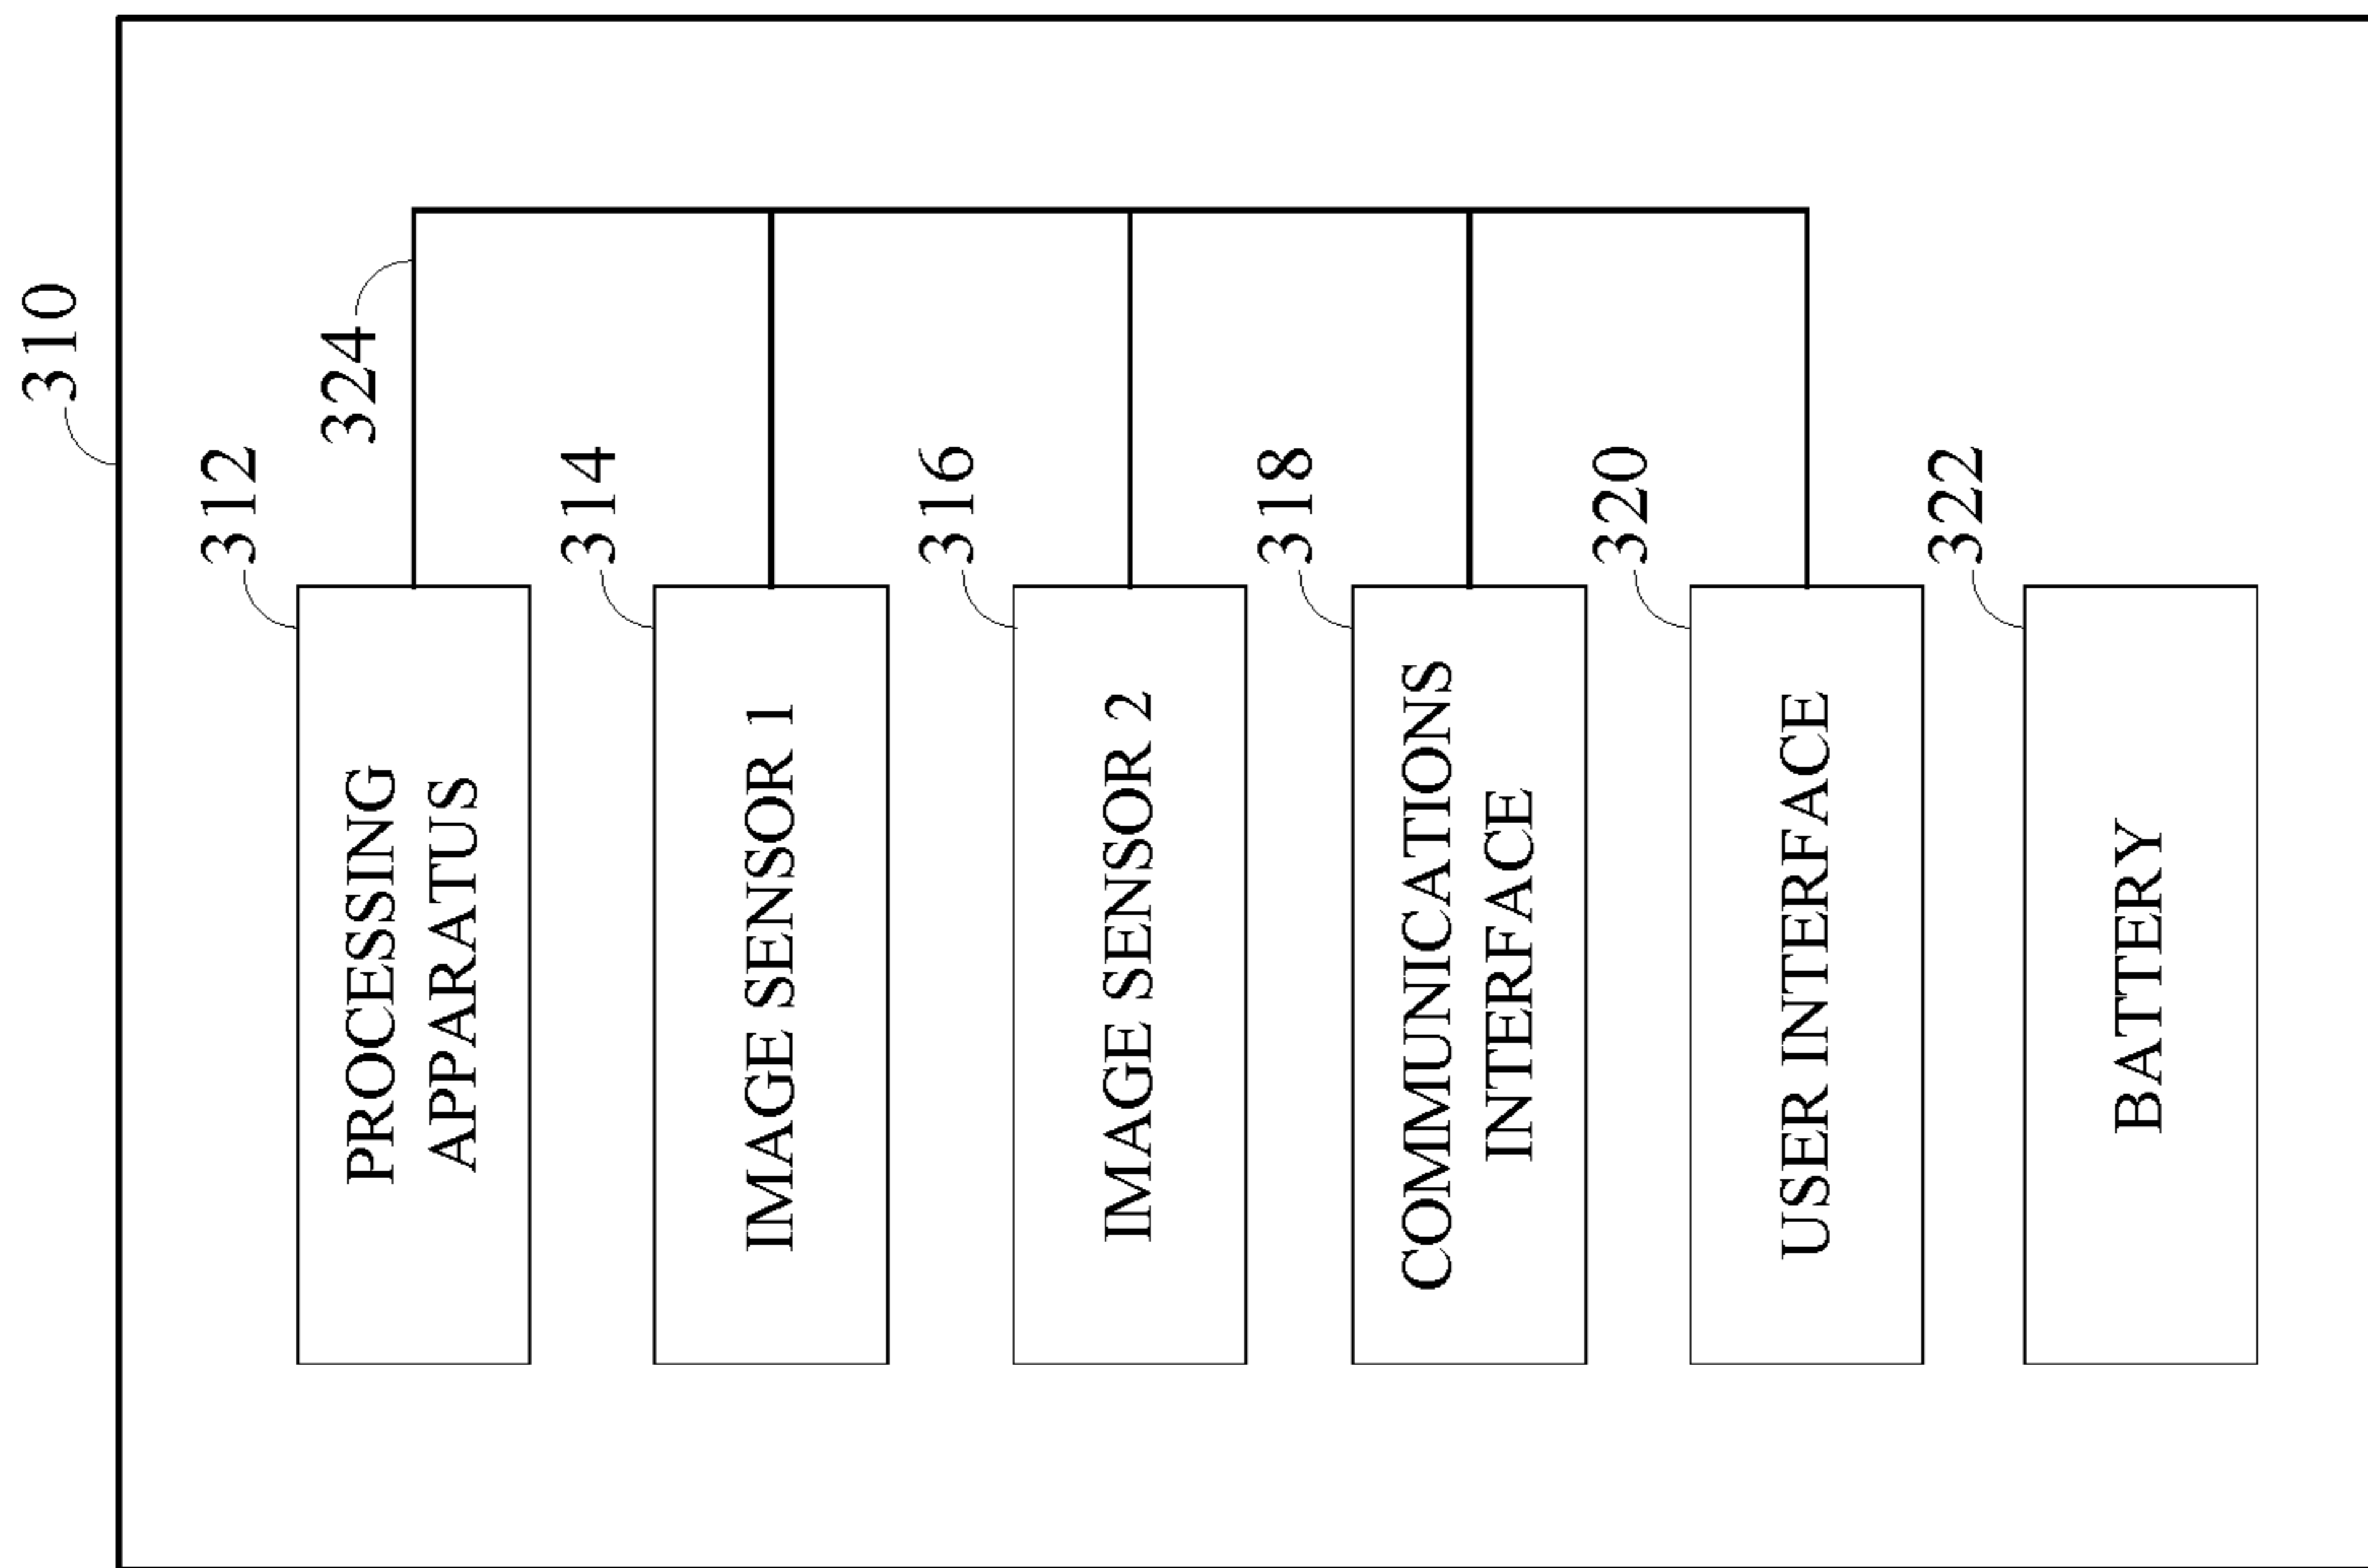 310
324
312
PROCESSING
APPARATUS
314
IMAGE SENSOR 1
316
IMAGE SENSOR 2
318
COMMUNICATIONS
INTERFACE
320
USER INTERFACE
322
BATTERY